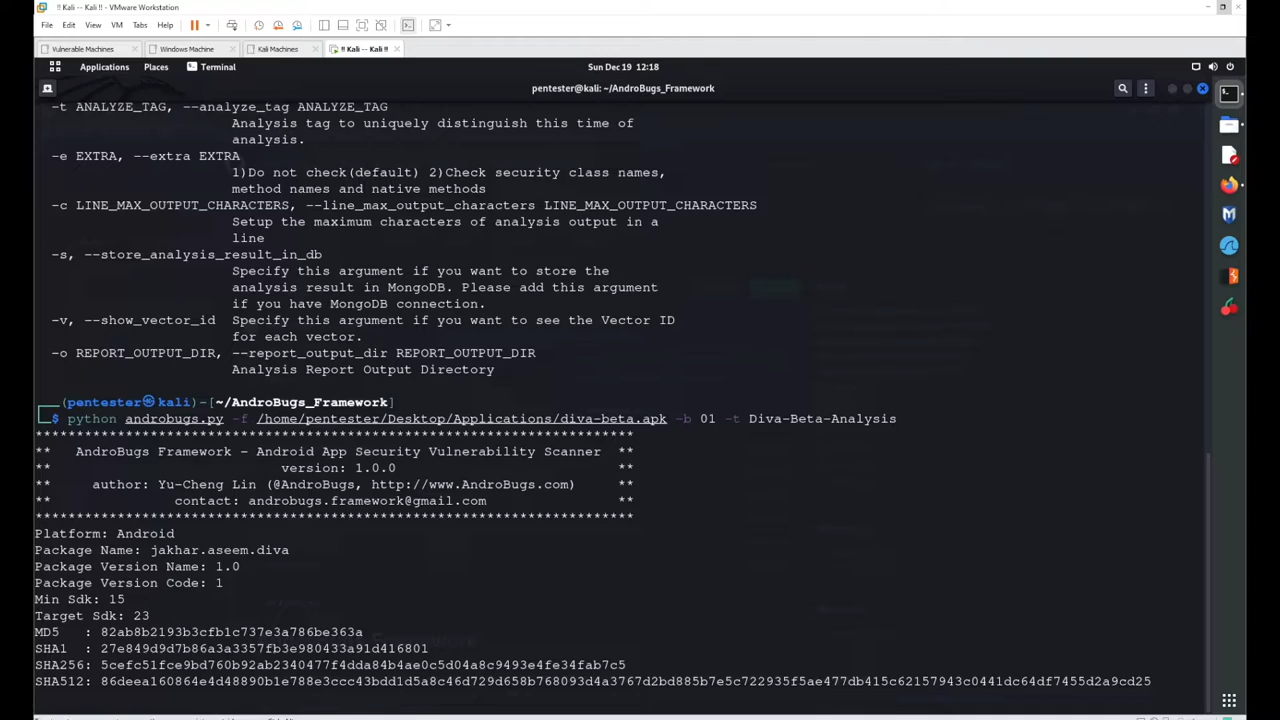 !! Kali -- Kali !! - VMware Workstation
File Edit View VM Tabs Help
Vulnerable Machines Windows Machine Kali Machines !! Kali -- Kali !!
Applications Places Terminal Sun Dec 19 12:18
pentester@kali: ~/AndroBugs_Framework
-t ANALYZE_TAG, --analyze_tag ANALYZE_TAG
Analysis tag to uniquely distinguish this time of
analysis.
-e EXTRA, --extra EXTRA
1)Do not check(default) 2)Check security class names,
method names and native methods
-c LINE_MAX_OUTPUT_CHARACTERS, --line_max_output_characters LINE_MAX_OUTPUT_CHARACTERS
Setup the maximum characters of analysis output in a
line
-s, --store_analysis_result_in_db
Specify this argument if you want to store the
analysis result in MongoDB. Please add this argument
if you have MongoDB connection.
-v, --show_vector_id Specify this argument if you want to see the Vector ID
for each vector.
-o REPORT_OUTPUT_DIR, --report_output_dir REPORT_OUTPUT_DIR
Analysis Report Output Directory
(pentester㉿kali)-[~/AndroBugs_Framework]
$ python androbugs.py -f /home/pentester/Desktop/Applications/diva-beta.apk -b 01 -t Diva-Beta-Analysis
*************************************************************************
** AndroBugs Framework - Android App Security Vulnerability Scanner **
** version: 1.0.0 **
** author: Yu-Cheng Lin (@AndroBugs, http://www.AndroBugs.com) **
** contact: androbugs.framework@gmail.com **
*************************************************************************
Platform: Android
Package Name: jakhar.aseem.diva
Package Version Name: 1.0
Package Version Code: 1
Min Sdk: 15
Target Sdk: 23
MD5 : 82ab8b2193b3cfb1c737e3a786be363a
SHA1 : 27e849d9d7b86a3a3357fb3e980433a91d416801
SHA256: 5cefc51fce9bd760b92ab2340477f4dda84b4ae0c5d04a8c9493e4fe34fab7c5
SHA512: 86deea160864e4d48890b1e788e3ccc43bdd1d5a8c46d729d658b768093d4a3767d2bd885b7e5c722935f5ae477db415c62157943c0441dc64df7455d2a9cd25